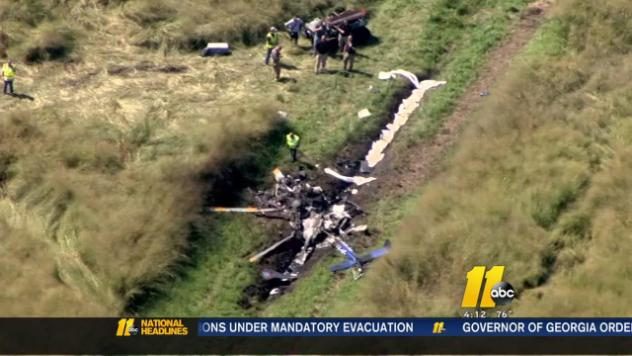 11 abc
4:12 76°
11 NATIONAL HEADLINES
ONS UNDER MANDATORY EVACUATION 11 GOVERNOR OF GEORGIA ORDE